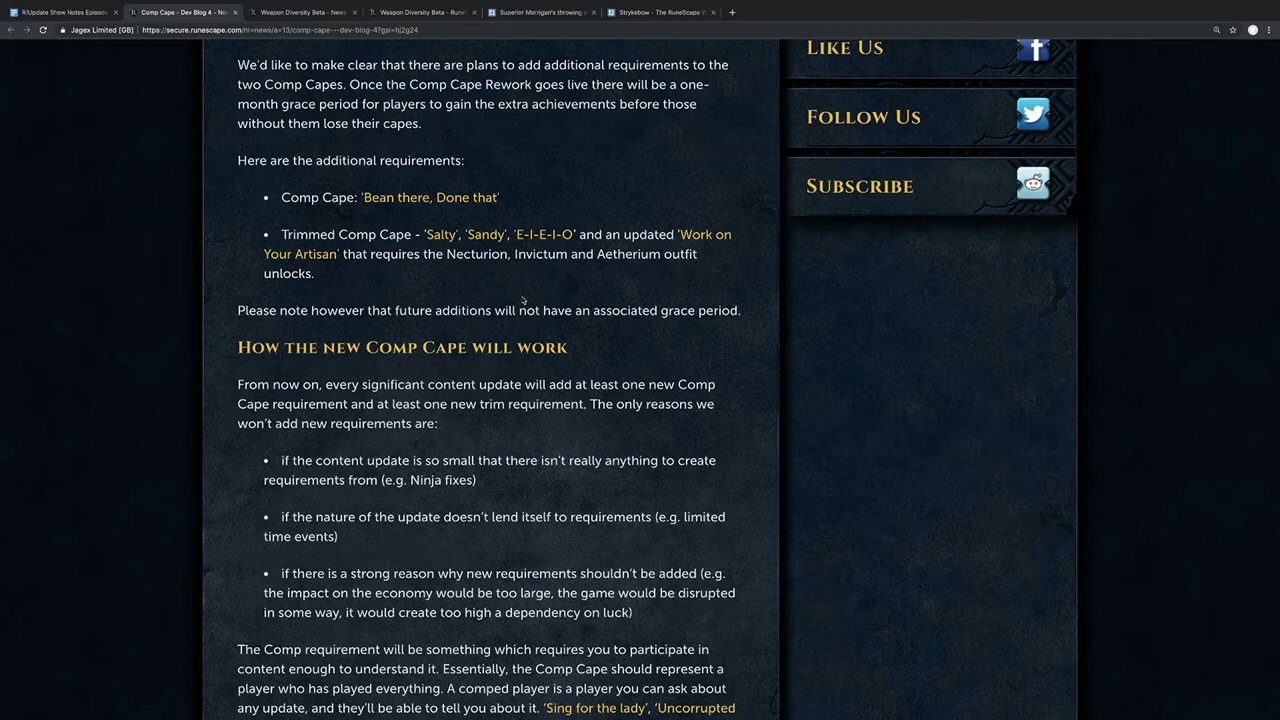 R!Update Show Notes Episode
Comp Cape - Dev Blog 4 - Ne
Weapon Diversity Beta - News
Weapon Diversity Beta - Runes
Superior Morrigan's throwing a
Strykebow - The RuneScape W
Jagex Limited [GB] | https://secure.runescape.com/m=news/a=13/comp-cape---dev-blog-4?gsi=hj2g24
We'd like to make clear that there are plans to add additional requirements to the
two Comp Capes. Once the Comp Cape Rework goes live there will be a one-
month grace period for players to gain the extra achievements before those
without them lose their capes.
Here are the additional requirements:
• Comp Cape: 'Bean there, Done that'
• Trimmed Comp Cape - 'Salty', 'Sandy', 'E-I-E-I-O' and an updated 'Work on
Your Artisan' that requires the Necturion, Invictum and Aetherium outfit
unlocks.
Please note however that future additions will not have an associated grace period.
How the new Comp Cape will work
From now on, every significant content update will add at least one new Comp
Cape requirement and at least one new trim requirement. The only reasons we
won't add new requirements are:
• if the content update is so small that there isn't really anything to create
requirements from (e.g. Ninja fixes)
• if the nature of the update doesn't lend itself to requirements (e.g. limited
time events)
• if there is a strong reason why new requirements shouldn't be added (e.g.
the impact on the economy would be too large, the game would be disrupted
in some way, it would create too high a dependency on luck)
The Comp requirement will be something which requires you to participate in
content enough to understand it. Essentially, the Comp Cape should represent a
player who has played everything. A comped player is a player you can ask about
any update, and they'll be able to tell you about it. 'Sing for the lady', 'Uncorrupted
Like Us
Follow Us
Subscribe